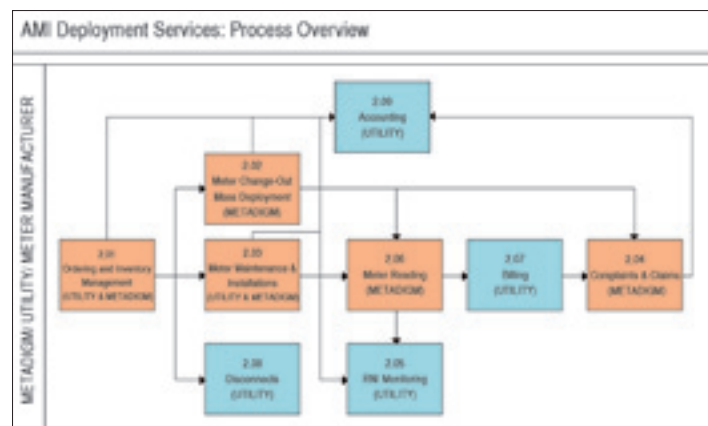 AMI Deployment Services: Process Overview
METADIGM/ UTILITY/ METER MANUFACTURER
2.09
Accounting
(UTILITY)
2.02
Meter Change-Out
Mass Deployment
(METADIGM)
2.01
Ordering and Inventory
Management
(UTILITY & METADIGM)
2.03
Meter Maintenance &
Installations
(UTILITY & METADIGM)
2.06
Meter Reading
(METADIGM)
2.07
Billing
(UTILITY)
2.04
Complaints & Claims
(METADIGM)
2.08
Disconnects
(UTILITY)
2.05
RNI Monitoring
(UTILITY)